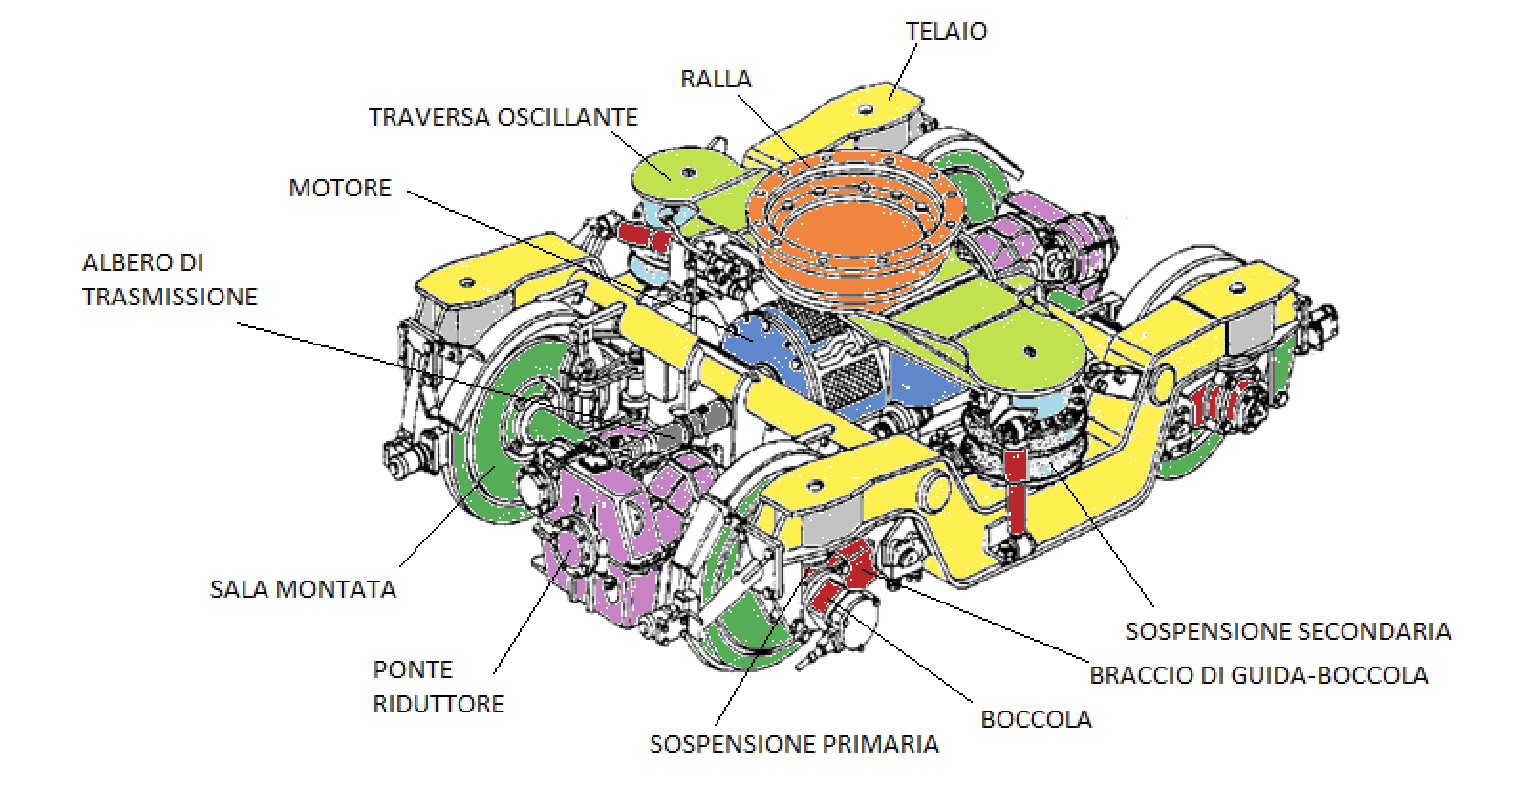 TELAIO
RALLA
TRAVERSA OSCILLANTE
MOTORE
ALBERO DI
TRASMISSIONE
SALA MONTATA
PONTE
RIDUTTORE
SOSPENSIONE PRIMARIA
BOCCOLA
BRACCIO DI GUIDA-BOCCOLA
SOSPENSIONE SECONDARIA